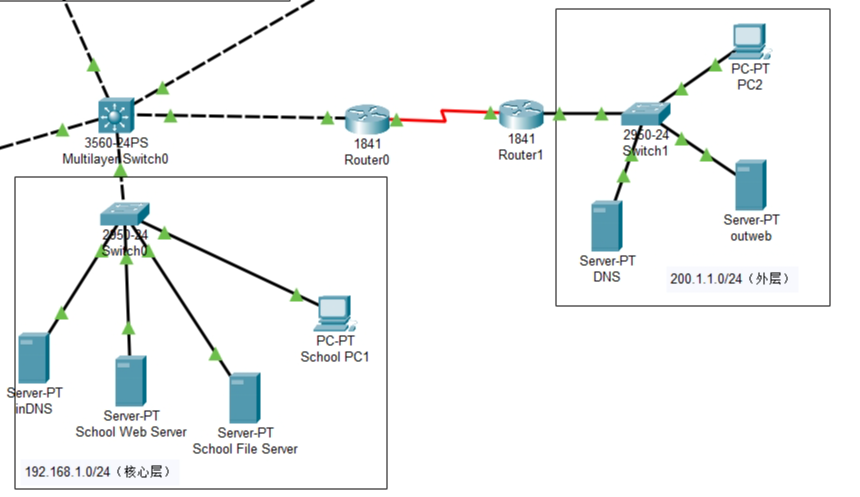 3560-24PS
Multilayer Switch0
1841
Router0
1841
Router1
2950-24
Switch1
PC-PT
PC2
Server-PT
outweb
Server-PT
DNS
200.1.1.0/24（外层）
2950-24
Switch0
PC-PT
School PC1
Server-PT
inDNS
Server-PT
School Web Server
Server-PT
School File Server
192.168.1.0/24（核心层）